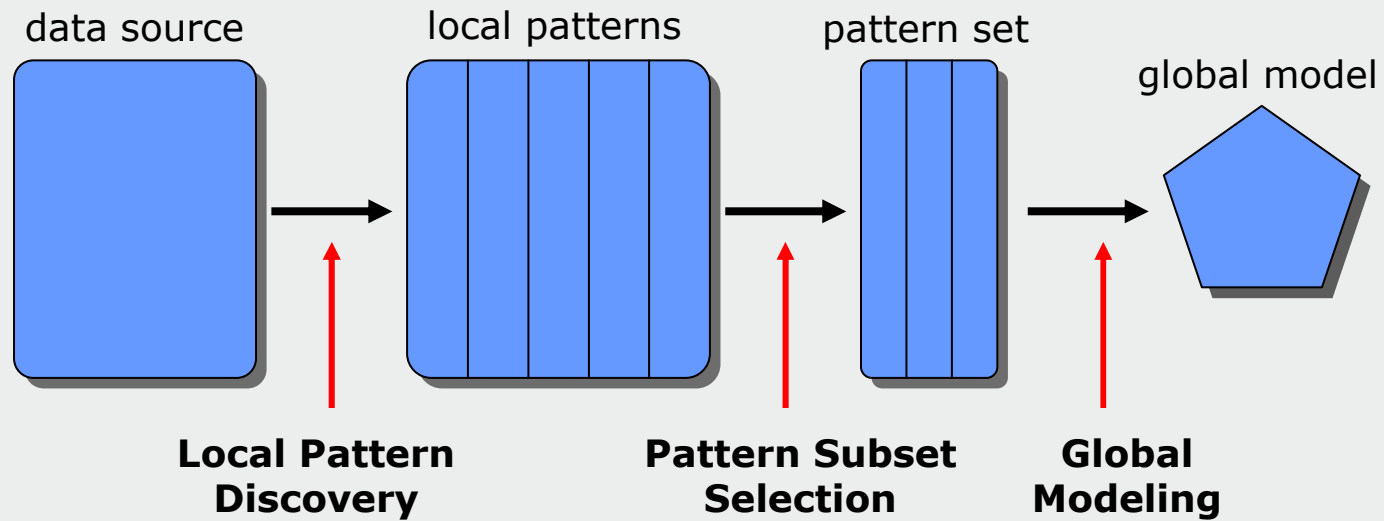 data source
local patterns
pattern set
global model
Local Pattern
Discovery
Pattern Subset
Selection
Global
Modeling